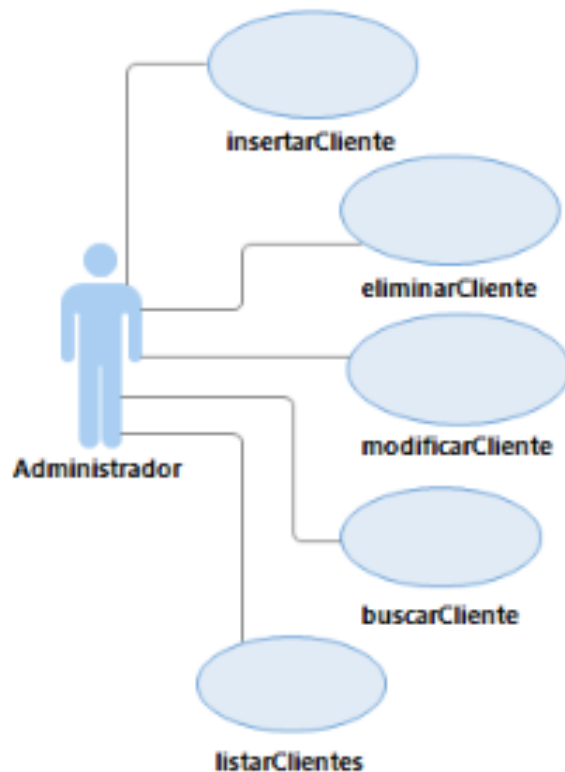 insertarCliente
eliminarCliente
modificarCliente
Administrador
buscarCliente
listarClientes